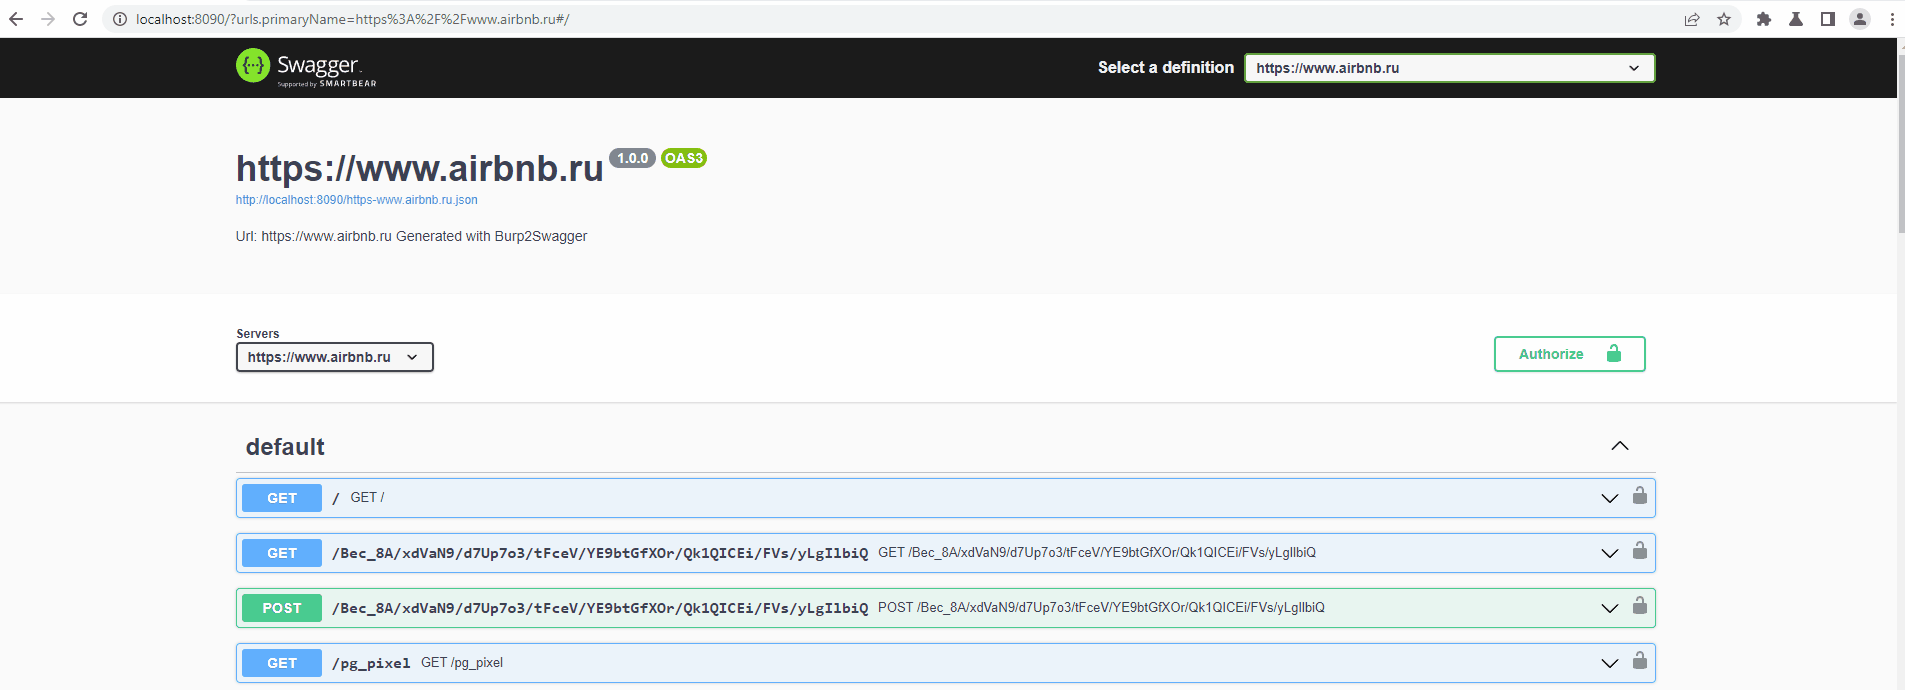 localhost:8090/?urls.primaryName=https%3A%2F%2Fwww.airbnb.ru#/
Swagger.
Supported by SMARTBEAR
Select a definition
https://www.airbnb.ru
https://www.airbnb.ru 1.0.0 OAS3
http://localhost:8090/https-www.airbnb.ru.json
Url: https://www.airbnb.ru Generated with Burp2Swagger
Servers
https://www.airbnb.ru
Authorize
default
GET / GET /
GET /Bec_8A/xdVaN9/d7Up7o3/tFceV/YE9btGfXOr/Qk1QICEi/FVs/yLgIlbiQ GET /Bec_8A/xdVaN9/d7Up7o3/tFceV/YE9btGfXOr/Qk1QICEi/FVs/yLgIlbiQ
POST /Bec_8A/xdVaN9/d7Up7o3/tFceV/YE9btGfXOr/Qk1QICEi/FVs/yLgIlbiQ POST /Bec_8A/xdVaN9/d7Up7o3/tFceV/YE9btGfXOr/Qk1QICEi/FVs/yLgIlbiQ
GET /pg_pixel GET /pg_pixel